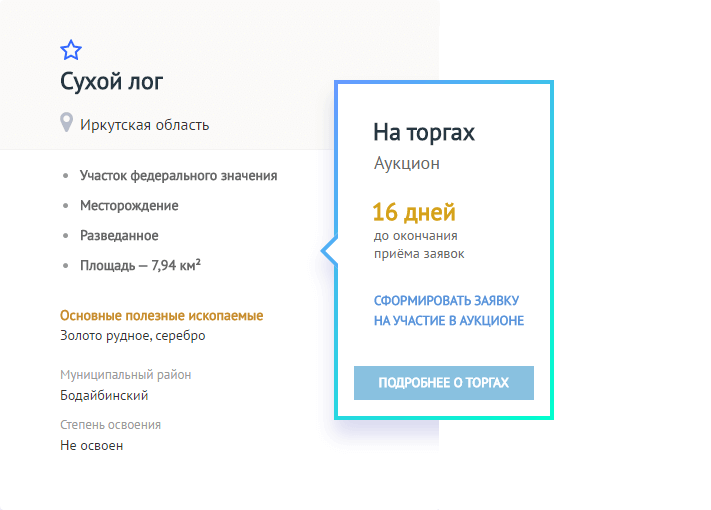 Сухой лог
Иркутская область
Участок федерального значения
Месторождение
Разведанное
Площадь — 7,94 км²
Основные полезные ископаемые
Золото рудное, серебро
Муниципальный район
Бодайбинский
Степень освоения
Не освоен
На торгах
Аукцион
16 дней
до окончания
приёма заявок
СФОРМИРОВАТЬ ЗАЯВКУ
НА УЧАСТИЕ В АУКЦИОНЕ
ПОДРОБНЕЕ О ТОРГАХ